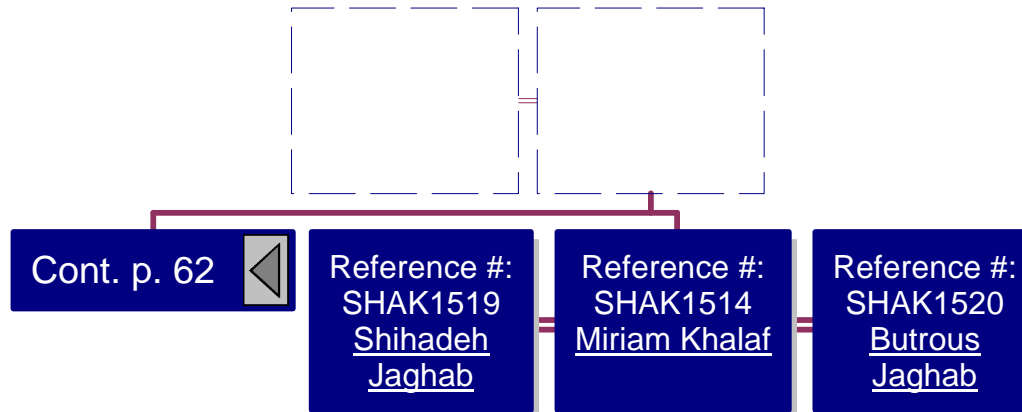 Cont. p. 62
Reference #:
SHAK1519
Shihadeh
Jaghab
Reference #:
SHAK1514
Miriam Khalaf
Reference #:
SHAK1520
Butrous
Jaghab